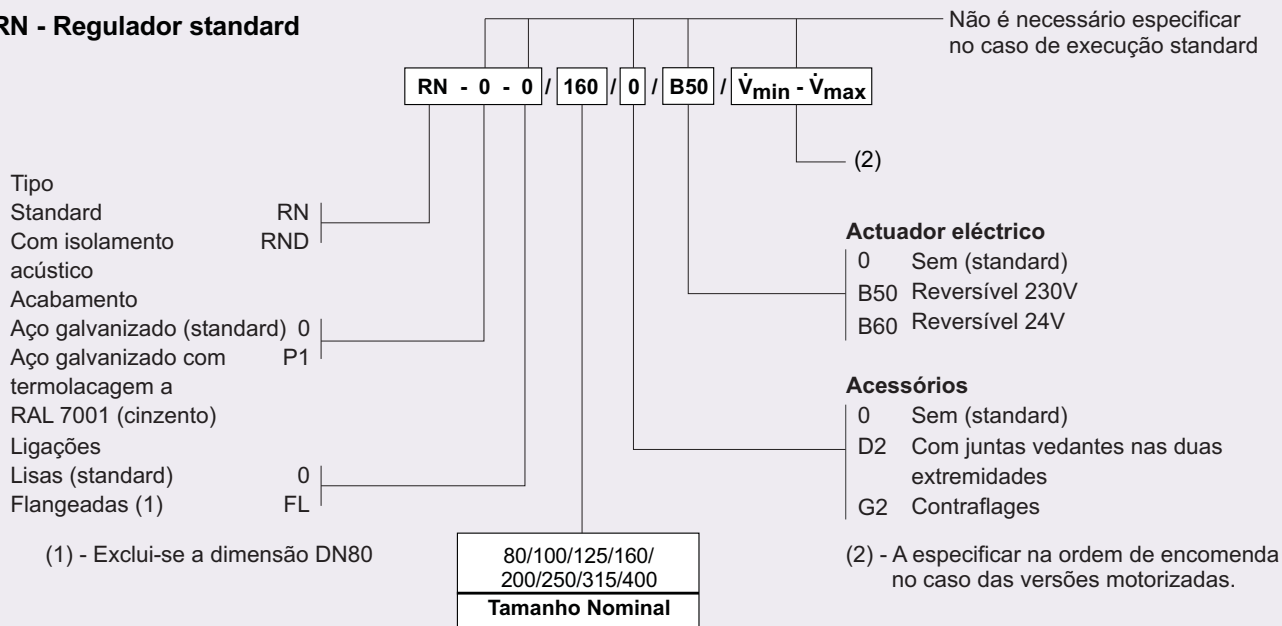 RN - Regulador standard
Não é necessário especificar
no caso de execução standard
RN - 0 - 0 / 160 / 0 / B50 / V̇min - V̇max
(2)
Tipo
Standard RN
Com isolamento RND
acústico
Acabamento
Aço galvanizado (standard) 0
Aço galvanizado com P1
termolacagem a
RAL 7001 (cinzento)
Ligações
Lisas (standard) 0
Flangeadas (1) FL
(1) - Exclui-se a dimensão DN80
80/100/125/160/
200/250/315/400
Tamanho Nominal
Actuador eléctrico
0 Sem (standard)
B50 Reversível 230V
B60 Reversível 24V
Acessórios
0 Sem (standard)
D2 Com juntas vedantes nas duas
extremidades
G2 Contraflages
(2) - A especificar na ordem de encomenda
no caso das versões motorizadas.